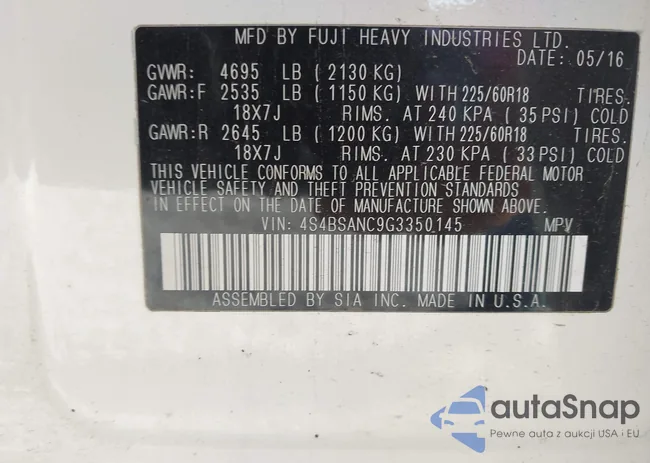 MFD BY FUJI HEAVY INDUSTRIES LTD.
DATE: 05/16
GVWR: 4695 LB ( 2130 KG)
GAWR:F 2535 LB ( 1150 KG) WITH 225/60R18 TIRES.
18X7J RIMS. AT 240 KPA ( 35 PSI) COLD
GAWR:R 2645 LB ( 1200 KG) WITH 225/60R18 TIRES.
18X7J RIMS. AT 230 KPA ( 33 PSI) COLD
THIS VEHICLE CONFORMS TO ALL APPLICABLE FEDERAL MOTOR
VEHICLE SAFETY AND THEFT PREVENTION STANDARDS
IN EFFECT ON THE DATE OF MANUFACTURE SHOWN ABOVE.
VIN: 4S4BSANC9G3350145 MPV
ASSEMBLED BY SIA INC. MADE IN U.S.A.
autaSnap
Pewne auta z aukcji USA i EU